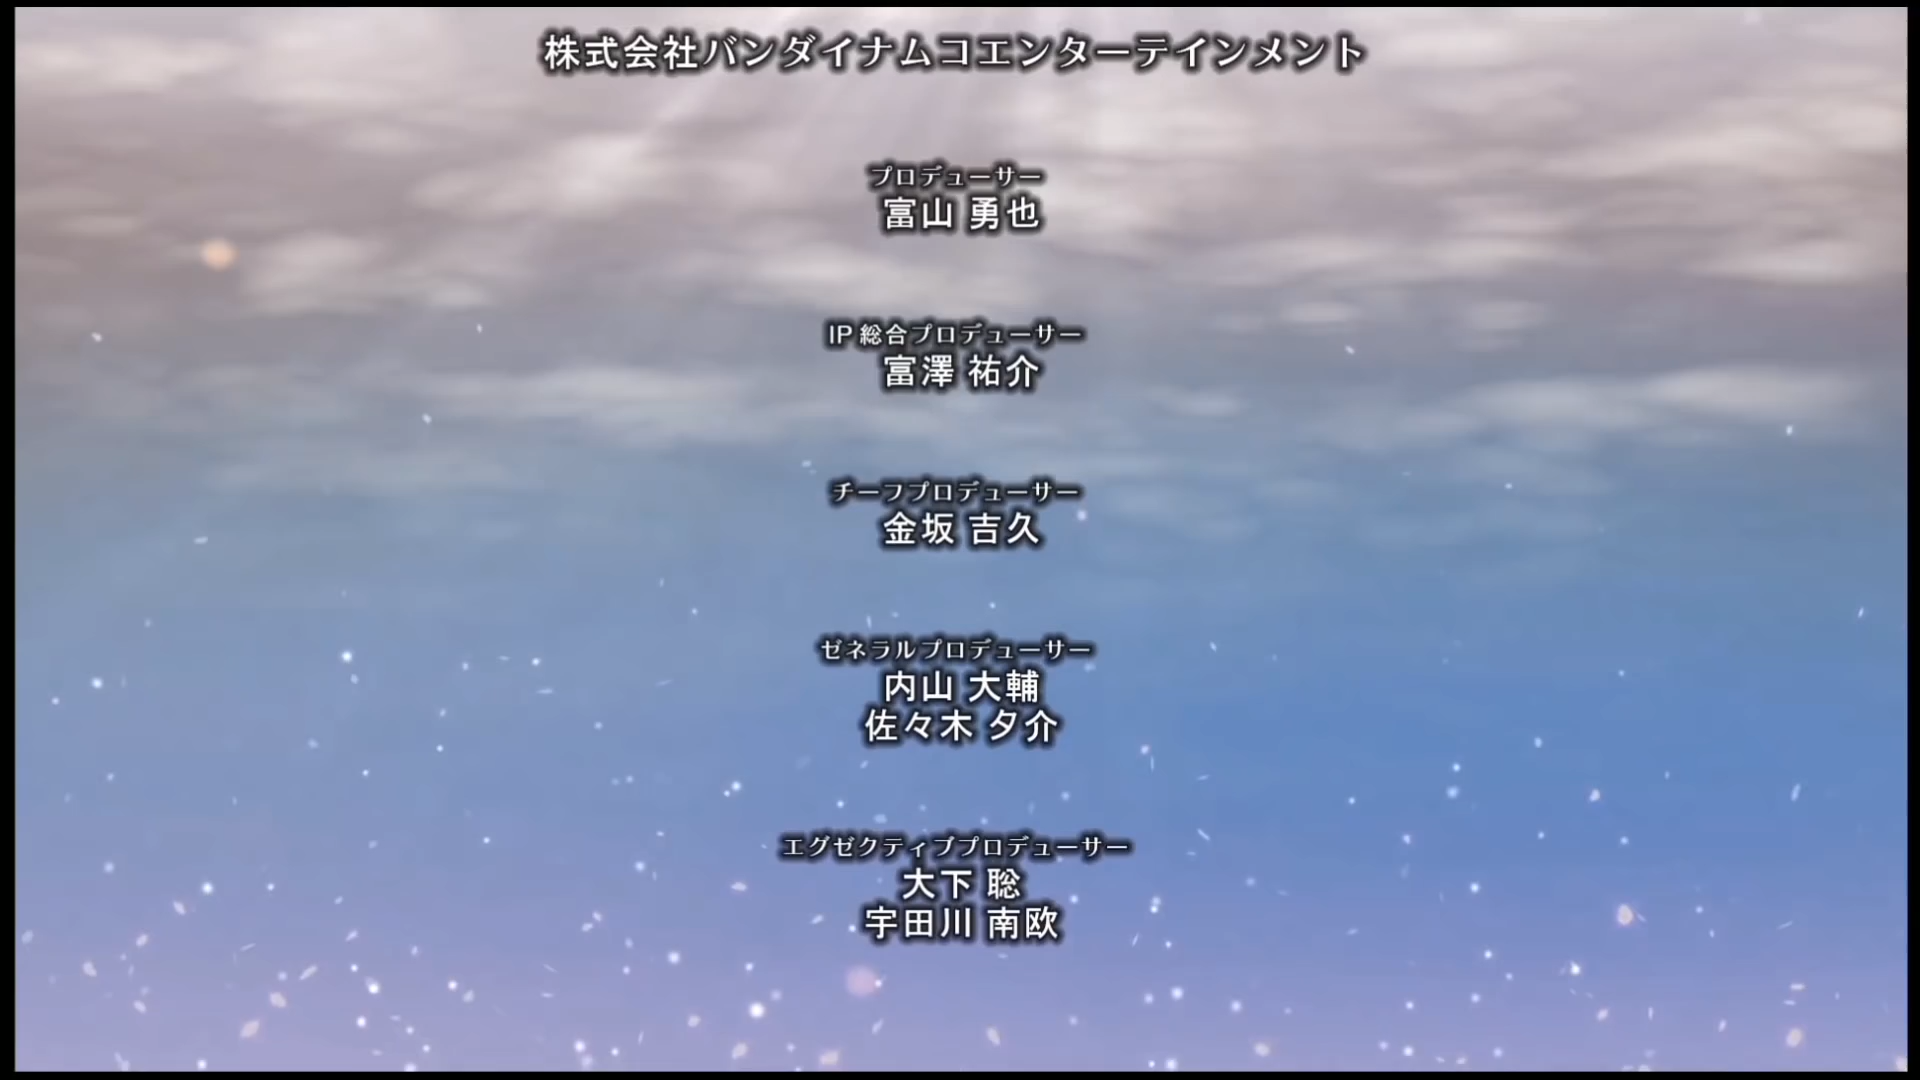 株式会社バンダイナムコエンターテインメント
プロデューサー
富山 勇也
IP 総合プロデューサー
富澤 祐介
チーフプロデューサー
金坂 吉久
ゼネラルプロデューサー
内山 大輔
佐々木 夕介
エグゼクティブプロデューサー
大下 聡
宇田川 南欧